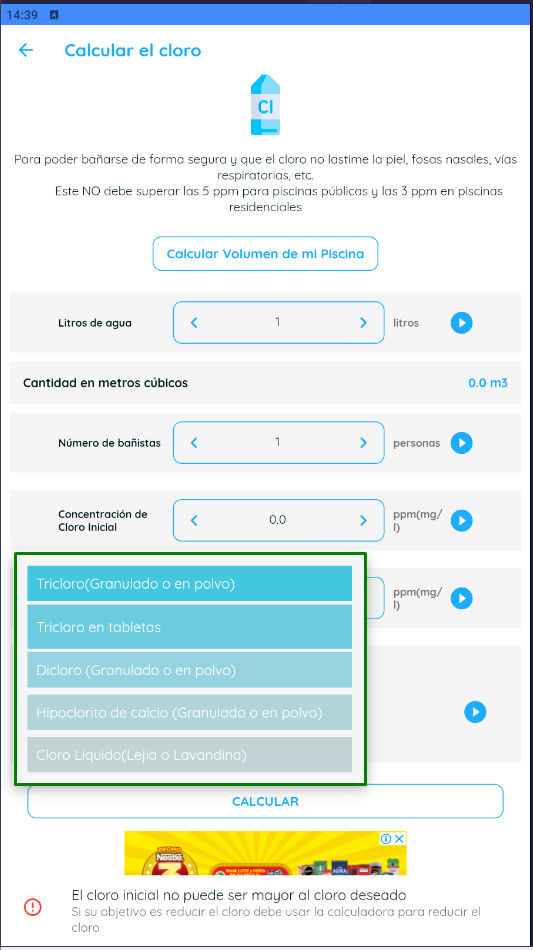 14:39 A
Calcular el cloro
Cl
Para poder bañarse de forma segura y que el cloro no lastime la piel, fosas nasales, vías
respiratorias, etc.
Este NO debe superar las 5 ppm para piscinas públicas y las 3 ppm en piscinas
residenciales
Calcular Volumen de mi Piscina
Litros de agua 1 litros
Cantidad en metros cúbicos 0.0 m3
Número de bañistas 1 personas
Concentración de
Cloro Inicial
0.0
ppm(mg/
l)
ppm(mg/
l)
Tricloro(Granulado o en polvo)
Tricloro en tabletas
Dicloro (Granulado o en polvo)
Hipoclorito de calcio (Granulado o en polvo)
Cloro Liquido(Lejia o Lavandina)
CALCULAR
PROMO
Nestlé
3
El cloro inicial no puede ser mayor al cloro deseado
Si su objetivo es reducir el cloro debe usar la calculadora para reducir el
cloro